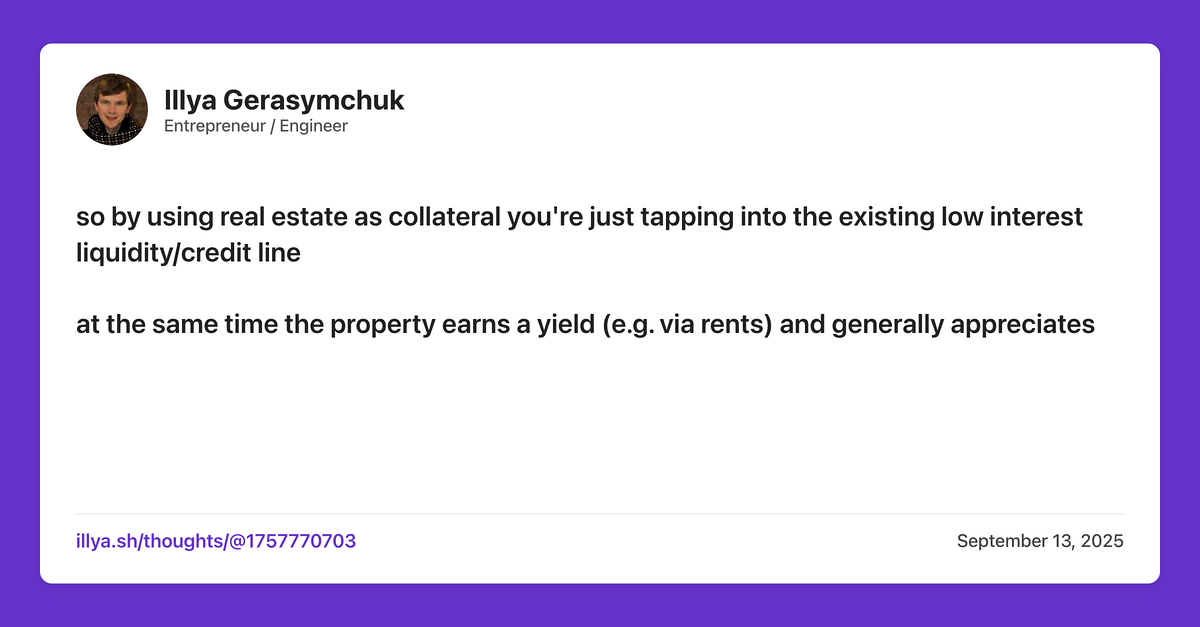 Illya Gerasymchuk
Entrepreneur / Engineer
so by using real estate as collateral you're just tapping into the existing low interest
liquidity/credit line
at the same time the property earns a yield (e.g. via rents) and generally appreciates
illya.sh/thoughts/@1757770703
September 13, 2025